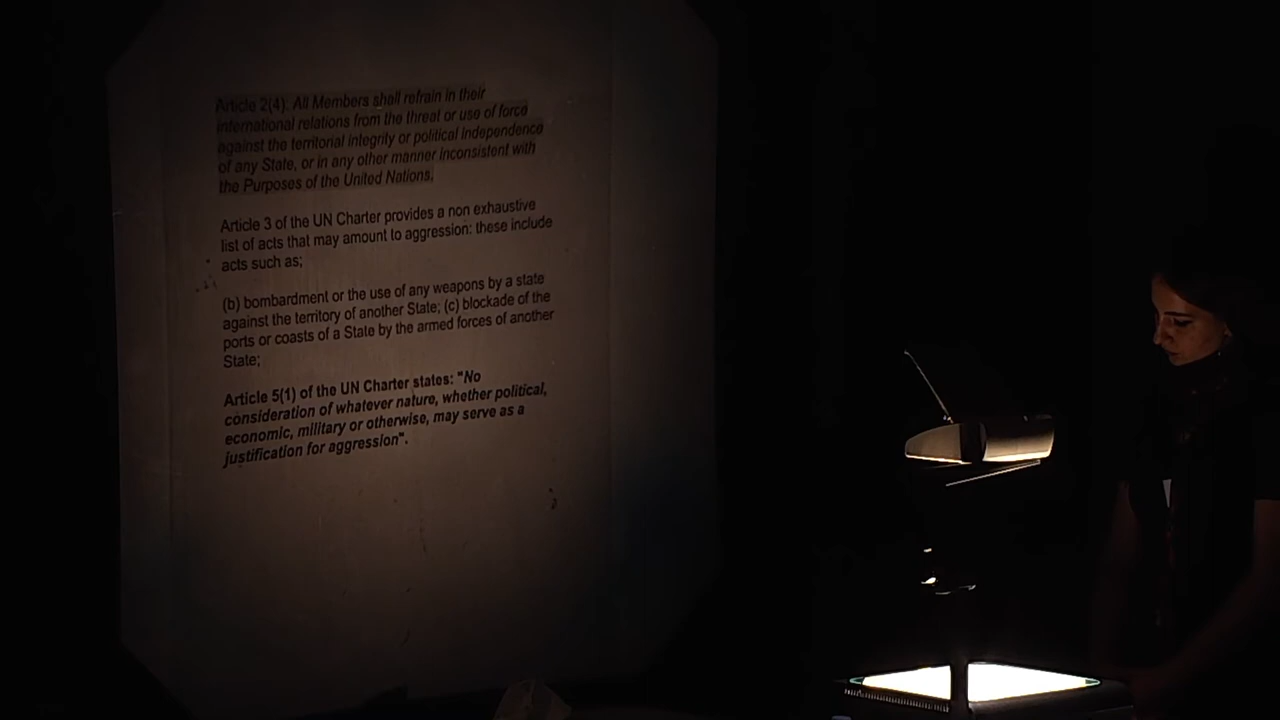 Article 2(4): All Members shall refrain in their
international relations from the threat or use of force
against the territorial integrity or political independence
of any State, or in any other manner inconsistent with
the Purposes of the United Nations.
Article 3 of the UN Charter provides a non exhaustive
list of acts that may amount to aggression: these include
acts such as;
(b) bombardment or the use of any weapons by a state
against the territory of another State; (c) blockade of the
ports or coasts of a State by the armed forces of another
State;
Article 5(1) of the UN Charter states: "No
consideration of whatever nature, whether political,
economic, military or otherwise, may serve as a
justification for aggression".